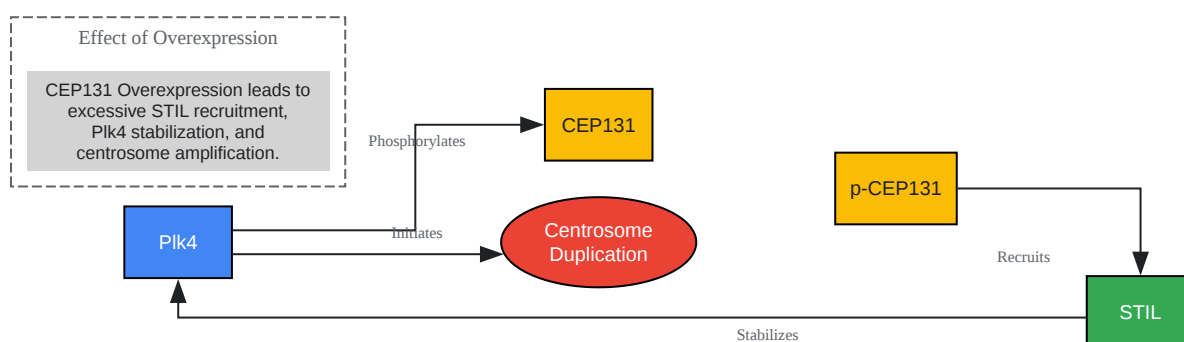 Effect of Overexpression
CEP131 Overexpression leads to
excessive STIL recruitment,
Plk4 stabilization, and
centrosome amplification.
Phosphorylates
CEP131
p-CEP131
Plk4
Initiates
Centrosome
Duplication
Recruits
STIL
Stabilizes